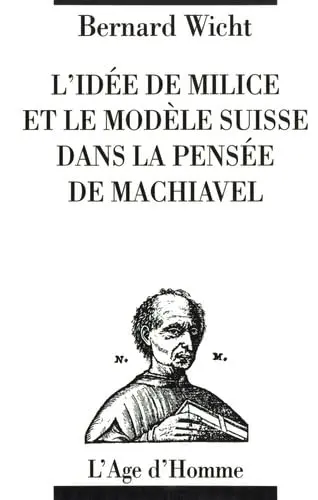 Bernard Wicht
L'IDÉE DE MILICE
ET LE MODÈLE SUISSE
DANS LA PENSÉE
DE MACHIAVEL
N. M.
L'Age d'Homme